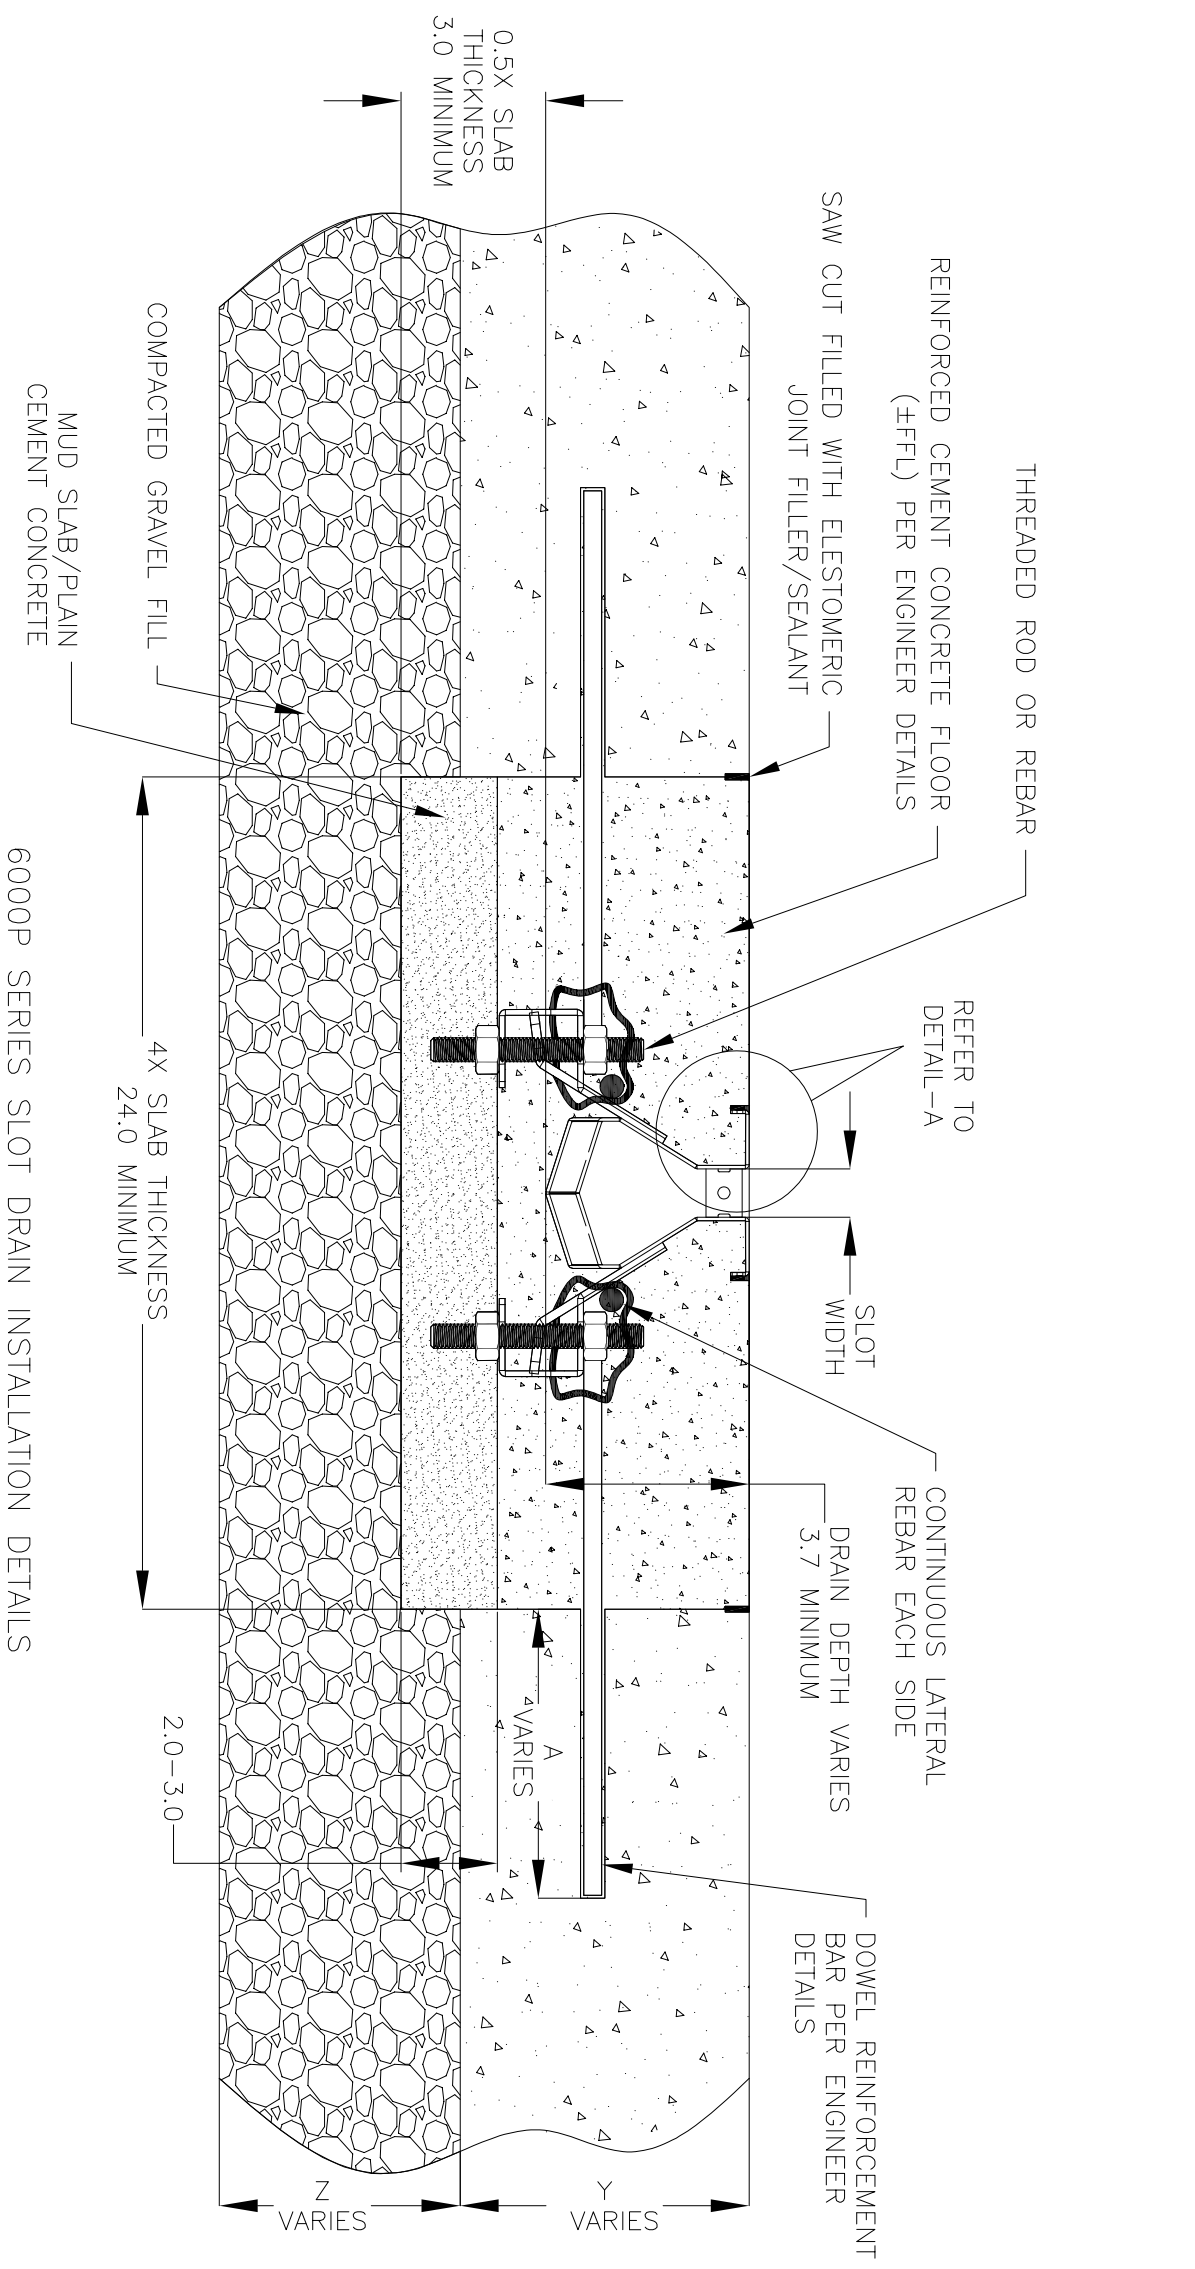 THREADED ROD OR REBAR
REINFORCED CEMENT CONCRETE FLOOR
(±FFL) PER ENGINEER DETAILS
SAW CUT FILLED WITH ELESTOMERIC
JOINT FILLER/SEALANT
0.5X SLAB
THICKNESS
3.0 MINIMUM
COMPACTED GRAVEL FILL
MUD SLAB/PLAIN
CEMENT CONCRETE
REFER TO
DETAIL-A
SLOT
WIDTH
CONTINUOUS LATERAL
REBAR EACH SIDE
DRAIN DEPTH VARIES
3.7 MINIMUM
DOWEL REINFORCEMENT
BAR PER ENGINEER
DETAILS
A
VARIES
Y
VARIES
Z
VARIES
2.0-3.0
4X SLAB THICKNESS
24.0 MINIMUM
6000P SERIES SLOT DRAIN INSTALLATION DETAILS